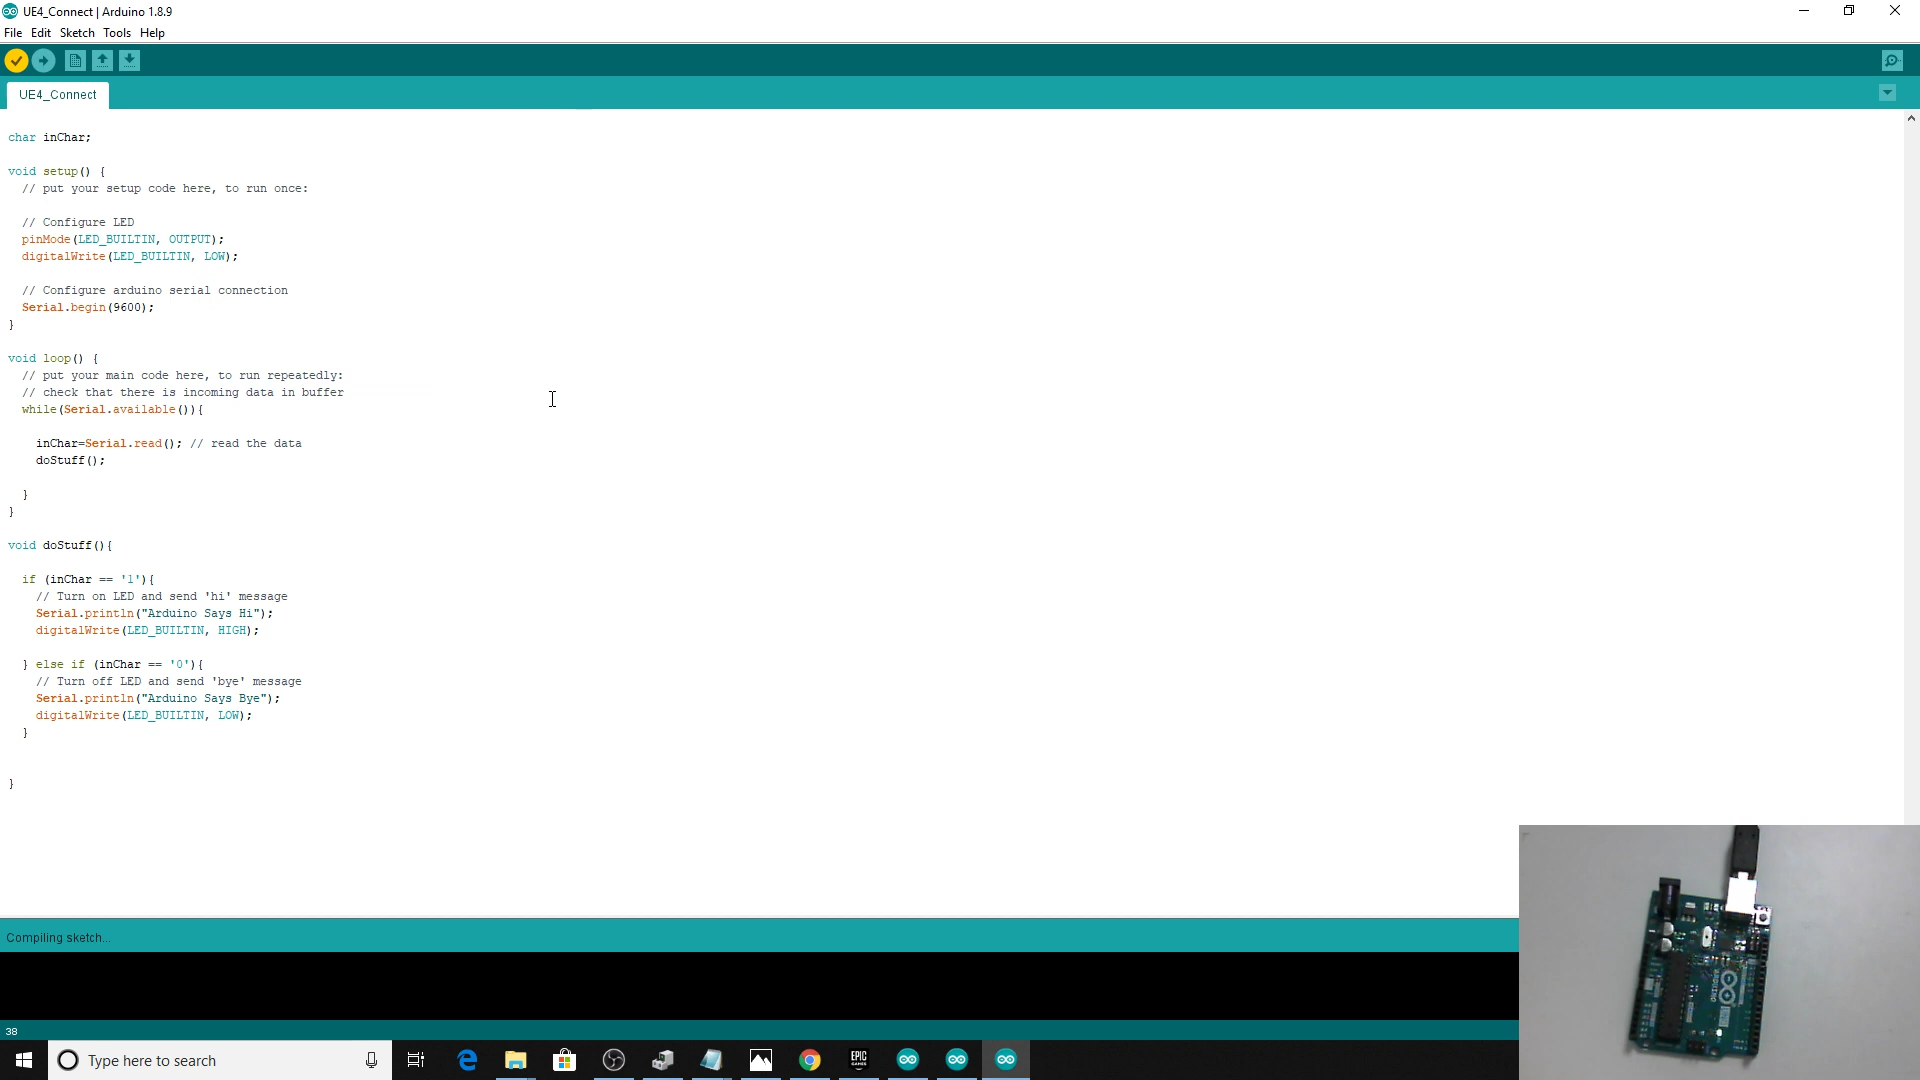 UE4_Connect | Arduino 1.8.9
File Edit Sketch Tools Help
UE4_Connect
char inChar;
void setup() {
// put your setup code here, to run once:
// Configure LED
pinMode(LED_BUILTIN, OUTPUT);
digitalWrite(LED_BUILTIN, LOW);
// Configure arduino serial connection
Serial.begin(9600);
}
void loop() {
// put your main code here, to run repeatedly:
// check that there is incoming data in buffer
while(Serial.available()){
inChar=Serial.read(); // read the data
doStuff();
}
}
void doStuff(){
if (inChar == '1'){
// Turn on LED and send 'hi' message
Serial.println("Arduino Says Hi");
digitalWrite(LED_BUILTIN, HIGH);
} else if (inChar == '0'){
// Turn off LED and send 'bye' message
Serial.println("Arduino Says Bye");
digitalWrite(LED_BUILTIN, LOW);
}
}
Compiling sketch...
38
Type here to search
EPIC GAMES